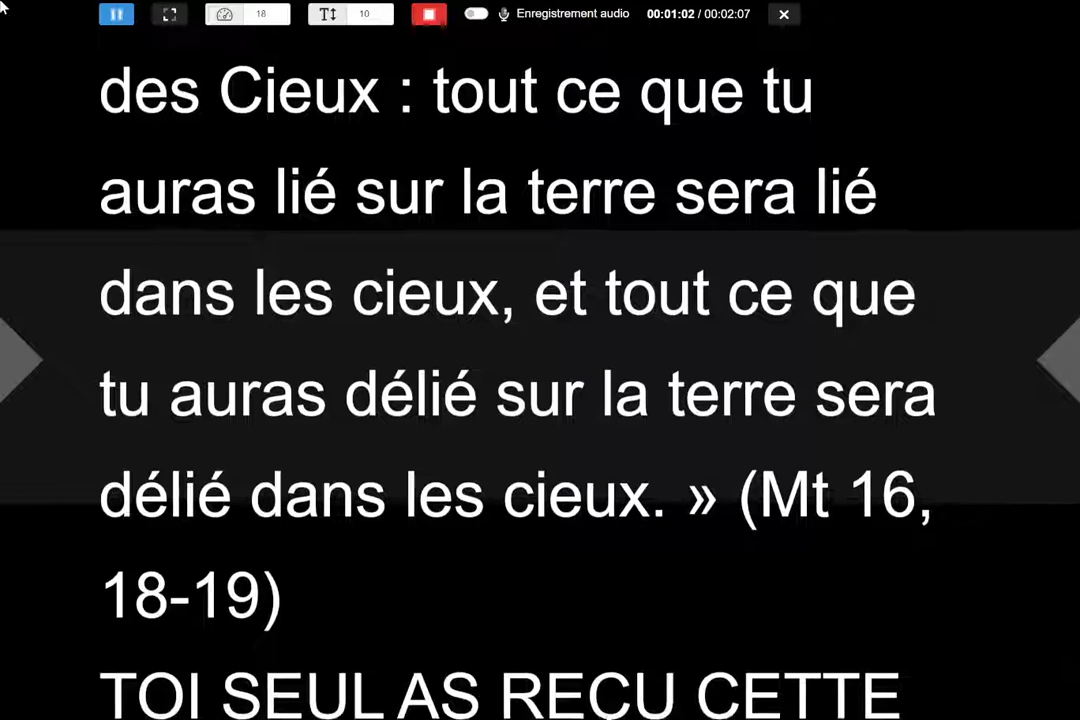 18 10 Enregistrement audio 00:01:02 / 00:02:07
des Cieux : tout ce que tu
auras lié sur la terre sera lié
dans les cieux, et tout ce que
tu auras délié sur la terre sera
délié dans les cieux. » (Mt 16,
18-19)
TOI SEUL AS REÇU CETTE